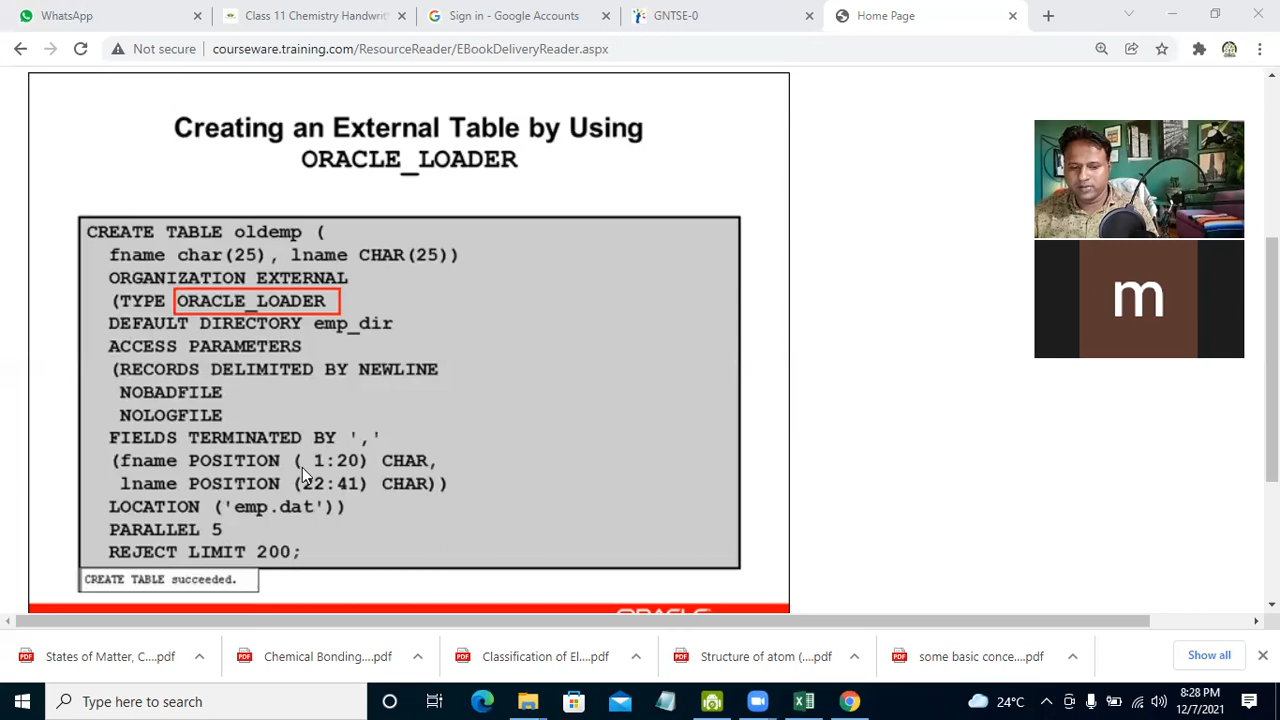 WhatsApp
Class 11 Chemistry Handwrit
Sign in - Google Accounts
GNTSE-0
Home Page
Not secure
courseware.training.com/ResourceReader/EBookDeliveryReader.aspx
Creating an External Table by Using
ORACLE_LOADER
CREATE TABLE oldemp (
fname char(25), lname CHAR(25))
ORGANIZATION EXTERNAL
(TYPE ORACLE_LOADER
DEFAULT DIRECTORY emp_dir
ACCESS PARAMETERS
(RECORDS DELIMITED BY NEWLINE
NOBADFILE
NOLOGFILE
FIELDS TERMINATED BY ','
(fname POSITION ( 1:20) CHAR,
lname POSITION (22:41) CHAR))
LOCATION ('emp.dat'))
PARALLEL 5
REJECT LIMIT 200;
CREATE TABLE succeeded.
ORACLE
m
States of Matter, C....pdf
Chemical Bonding....pdf
Classification of El....pdf
Structure of atom (....pdf
some basic conce....pdf
Show all
Type here to search
24°C
8:28 PM
12/7/2021